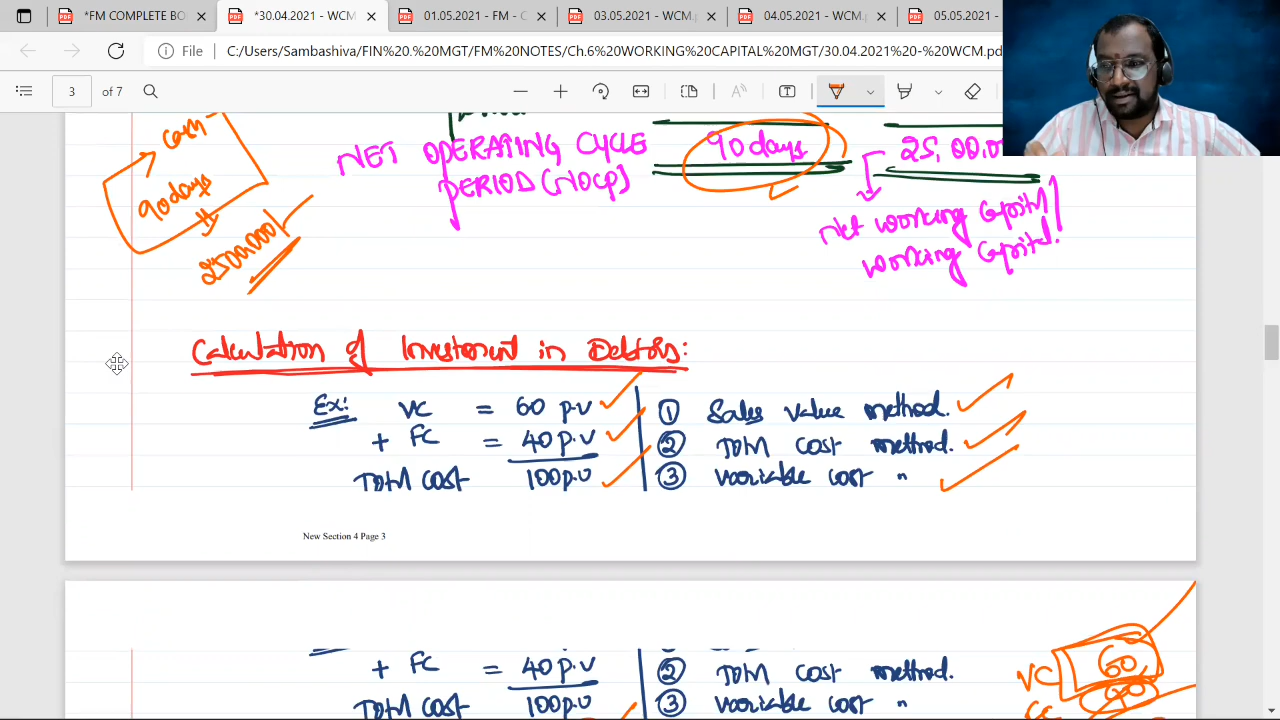 *FM COMPLETE BO
*30.04.2021 - WCM
01.05.2021 - FM - C
03.05.2021 - WCM.p
04.05.2021 - WCM.
05.05.2021 -
File
C:/Users/Sambashiva/FIN%20.%20MGT/FM%20NOTES/Ch.6%20WORKING%20CAPITAL%20MGT/30.04.2021%20-%20WCM.pd
3 of 7
Cash
90 days
2500000/
NET OPERATING CYCLE PERIOD (NOCP)
90 days
25,00,0
Net working Capital/
working Capital.
Calculation of Investment in Debtors:
Ex: VC = 60 p.u
+ FC = 40 p.u
Total cost 100 p.u
① Sales value method.
② Total cost method.
③ variable cost "
New Section 4 Page 3
+ FC = 40 p.u
Total cost 100 p.u
② Total cost method.
③ variable cost "
VC 60